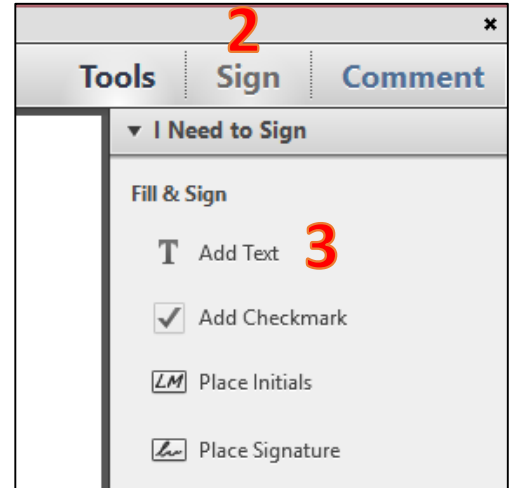 2
Tools Sign Comment
I Need to Sign
Fill & Sign
T Add Text 3
Add Checkmark
LM Place Initials
Place Signature